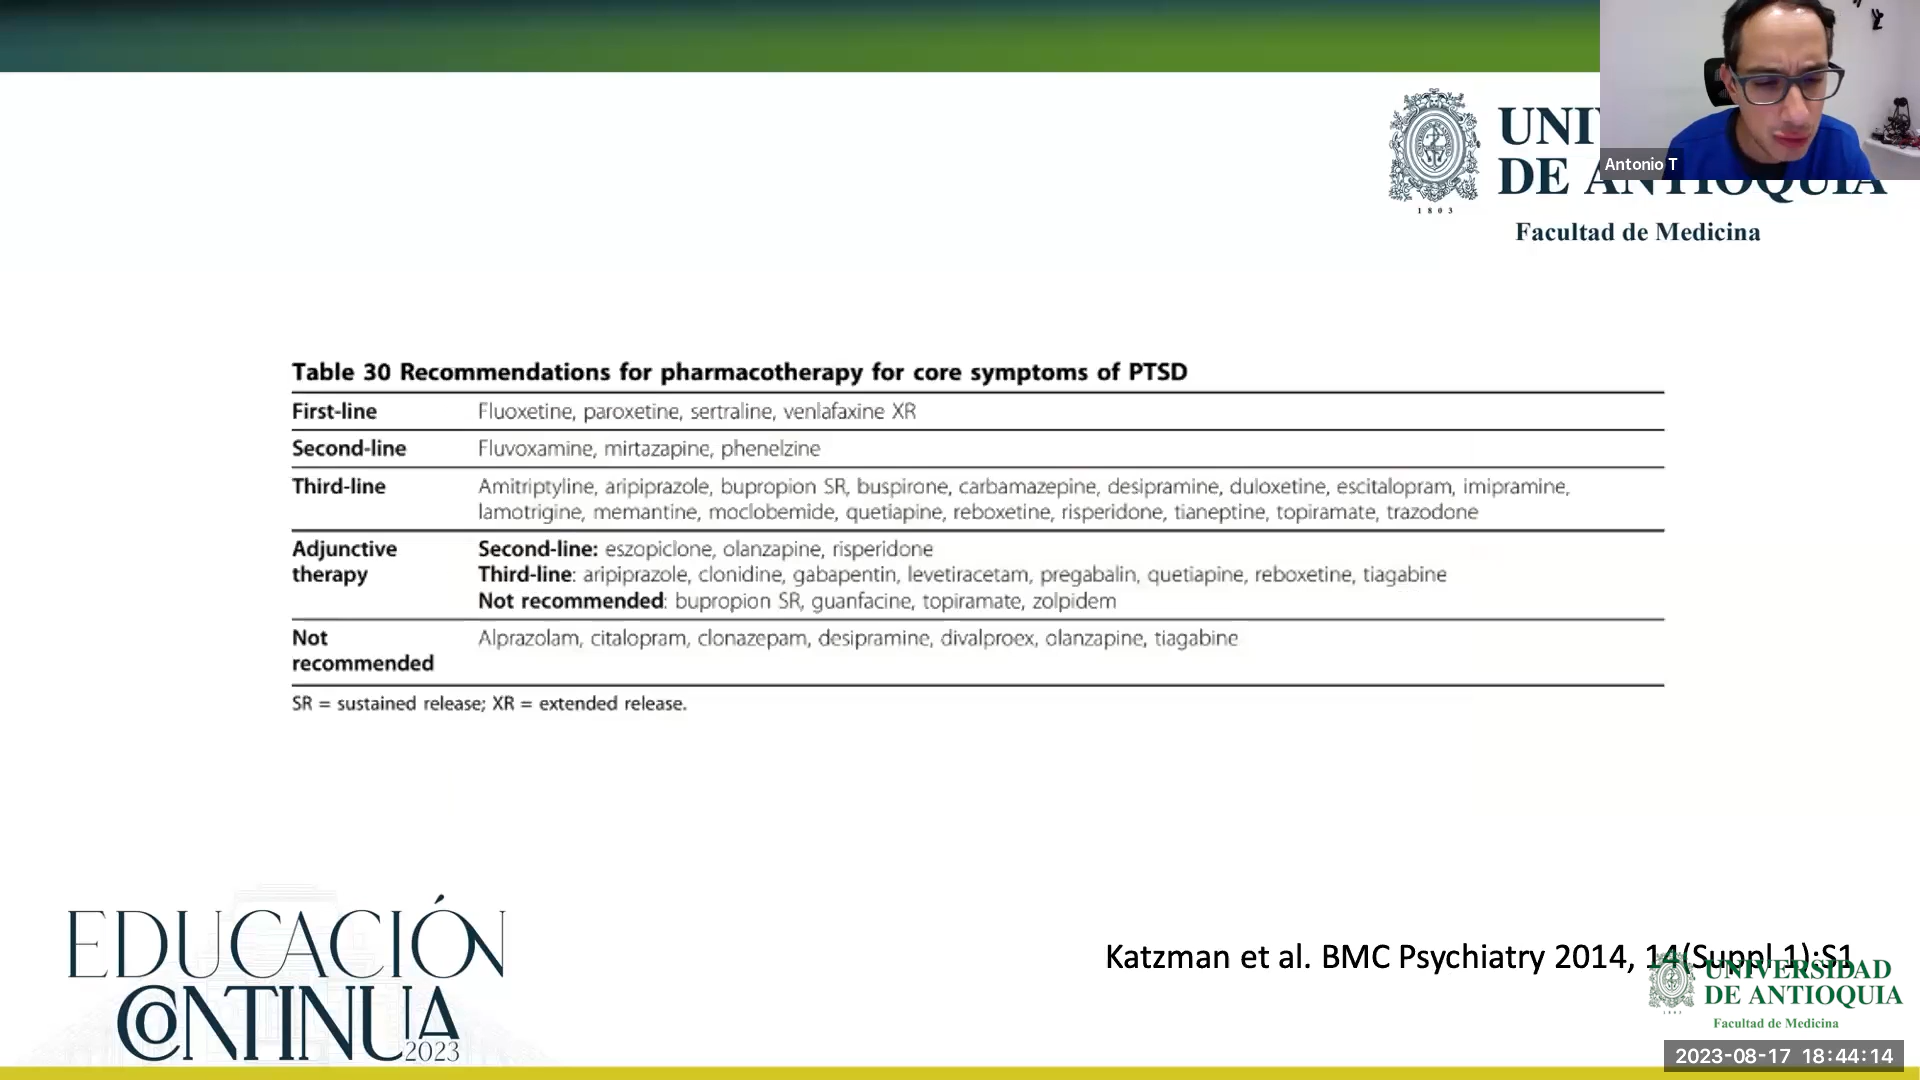 UNI
DE ANTIOQUIA
1803
Facultad de Medicina
Antonio T
Table 30 Recommendations for pharmacotherapy for core symptoms of PTSD
First-line Fluoxetine, paroxetine, sertraline, venlafaxine XR
Second-line Fluvoxamine, mirtazapine, phenelzine
Third-line Amitriptyline, aripiprazole, bupropion SR, buspirone, carbamazepine, desipramine, duloxetine, escitalopram, imipramine,
lamotrigine, memantine, moclobemide, quetiapine, reboxetine, risperidone, tianeptine, topiramate, trazodone
Adjunctive Second-line: eszopiclone, olanzapine, risperidone
therapy Third-line: aripiprazole, clonidine, gabapentin, levetiracetam, pregabalin, quetiapine, reboxetine, tiagabine
Not recommended: bupropion SR, guanfacine, topiramate, zolpidem
Not Alprazolam, citalopram, clonazepam, desipramine, divalproex, olanzapine, tiagabine
recommended
SR = sustained release; XR = extended release.
EDUCACIÓN
CONTINUA
2023
Katzman et al. BMC Psychiatry 2014, 14(Suppl 1):S1
UNIVERSIDAD
DE ANTIOQUIA
Facultad de Medicina
2023-08-17 18:44:14